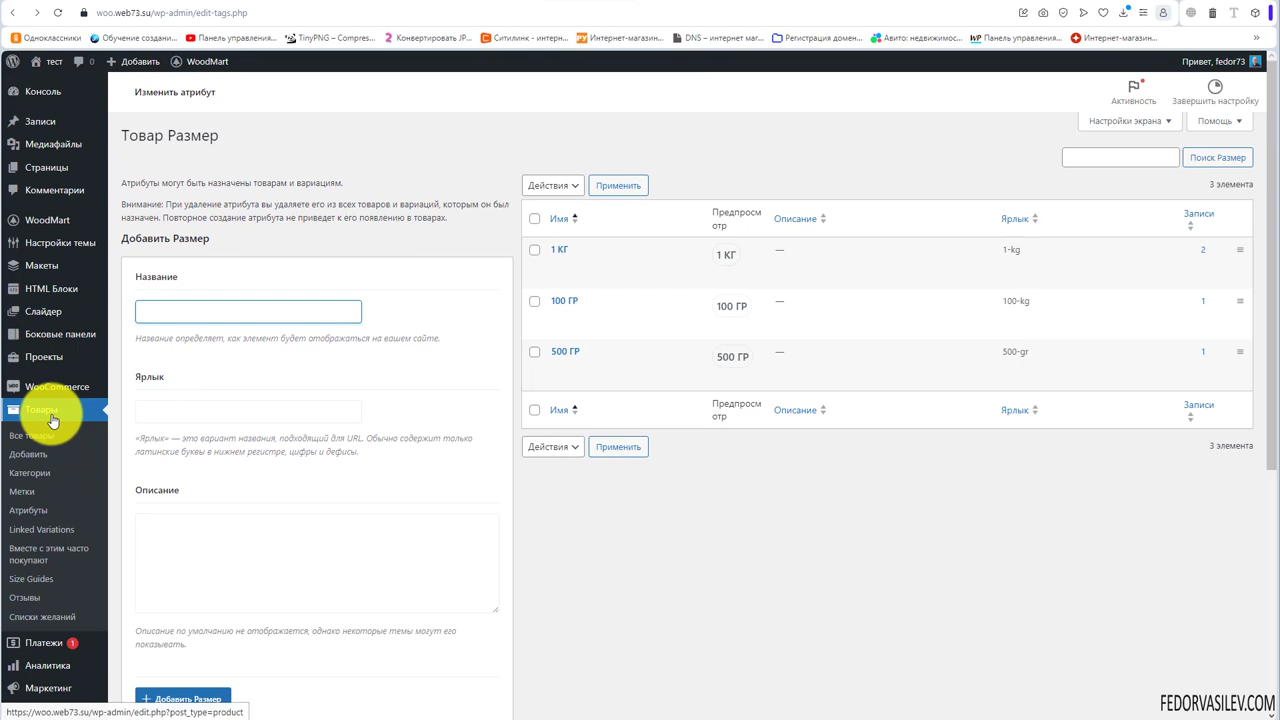 woo.web73.su/wp-admin/edit-tags.php
Одноклассники
Обучение создани...
Панель управления...
TinyPNG – Compres...
Конвертировать JP...
Ситилинк - интерн...
Интернет-магазин...
DNS – интернет маг...
Регистрация домен...
Авито: недвижимос...
Панель управления...
Интернет-магазин...
тест
0
Добавить
WoodMart
Привет, fedor73
Консоль
Записи
Медиафайлы
Страницы
Комментарии
WoodMart
Настройки темы
Макеты
HTML Блоки
Слайдер
Боковые панели
Проекты
WooCommerce
Товары
Все товары
Добавить
Категории
Метки
Атрибуты
Linked Variations
Вместе с этим часто
покупают
Size Guides
Отзывы
Списки желаний
Платежи 1
Аналитика
Маркетинг
Изменить атрибут
Активность
Завершить настройку
Настройки экрана
Помощь
Товар Размер
Поиск Размер
Атрибуты могут быть назначены товарам и вариациям.
Внимание: При удаление атрибута вы удаляете его из всех товаров и вариаций, которым он был
назначен. Повторное создание атрибута не приведет к его появлению в товарах.
Добавить Размер
Название
Название определяет, как элемент будет отображаться на вашем сайте.
Ярлык
«Ярлык» — это вариант названия, подходящий для URL. Обычно содержит только
латинские буквы в нижнем регистре, цифры и дефисы.
Описание
Описание по умолчанию не отображается, однако некоторые темы могут его
показывать.
Добавить Размер
Действия
Применить
3 элемента
Имя
Предпросм
отр
Описание
Ярлык
Записи
1 КГ
1 КГ
—
1-kg
2
100 ГР
100 ГР
—
100-kg
1
500 ГР
500 ГР
—
500-gr
1
Имя
Предпросм
отр
Описание
Ярлык
Записи
Действия
Применить
3 элемента
https://woo.web73.su/wp-admin/edit.php?post_type=product
FEDORVASILEV.COM